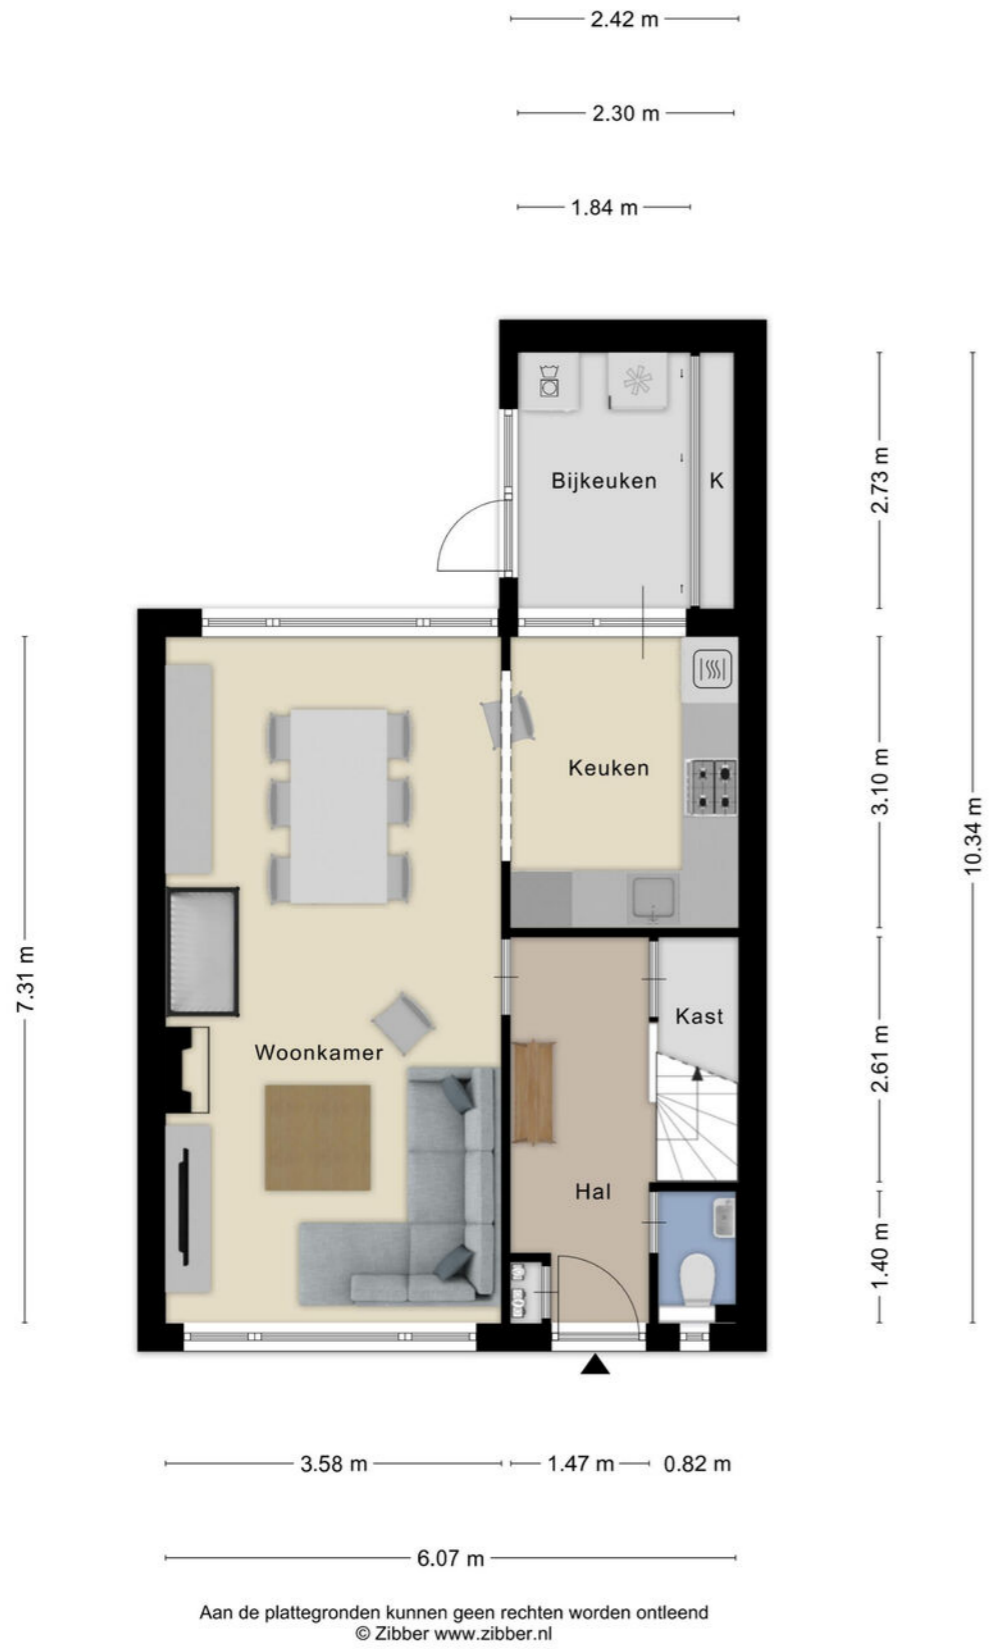 2.42 m
2.30 m
1.84 m
Bijkeuken
K
2.73 m
Keuken
3.10 m
10.34 m
7.31 m
Kast
Woonkamer
2.61 m
Hal
1.40 m
3.58 m
1.47 m
0.82 m
6.07 m
Aan de plattegronden kunnen geen rechten worden ontleend
© Zibber www.zibber.nl